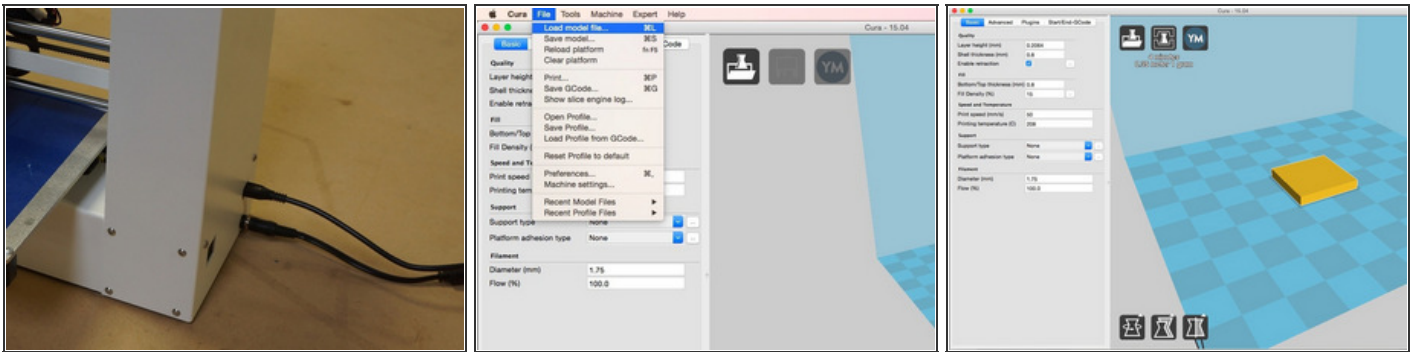 Cura File Tools Machine Expert Help
Cura - 15.04
Load model file... ⌘L
Save model... ⌘S
Reload platform fn F5
Clear platform
Print... ⌘P
Save GCode... ⌘G
Show slice engine log...
Open Profile...
Save Profile...
Load Profile from GCode...
Reset Profile to default
Preferences... ⌘,
Machine settings...
Recent Model Files
Recent Profile Files
Basic
Code
Quality
Layer height
Shell thickne
Enable retra
Fill
Bottom/Top
Fill Density (
Speed and Te
Print speed
Printing tem
Support
Support type None
Platform adhesion type None
Filament
Diameter (mm) 1.75
Flow (%) 100.0
YM
Cura - 15.04
Basic Advanced Plugins Start/End-GCode
Quality
Layer height (mm) 0.2084
Shell thickness (mm) 0.8
Enable retraction
Fill
Bottom/Top thickness (mm) 0.8
Fill Density (%) 15
Speed and Temperature
Print speed (mm/s) 50
Printing temperature (C) 208
Support
Support type None
Platform adhesion type None
Filament
Diameter (mm) 1.75
Flow (%) 100.0
YM